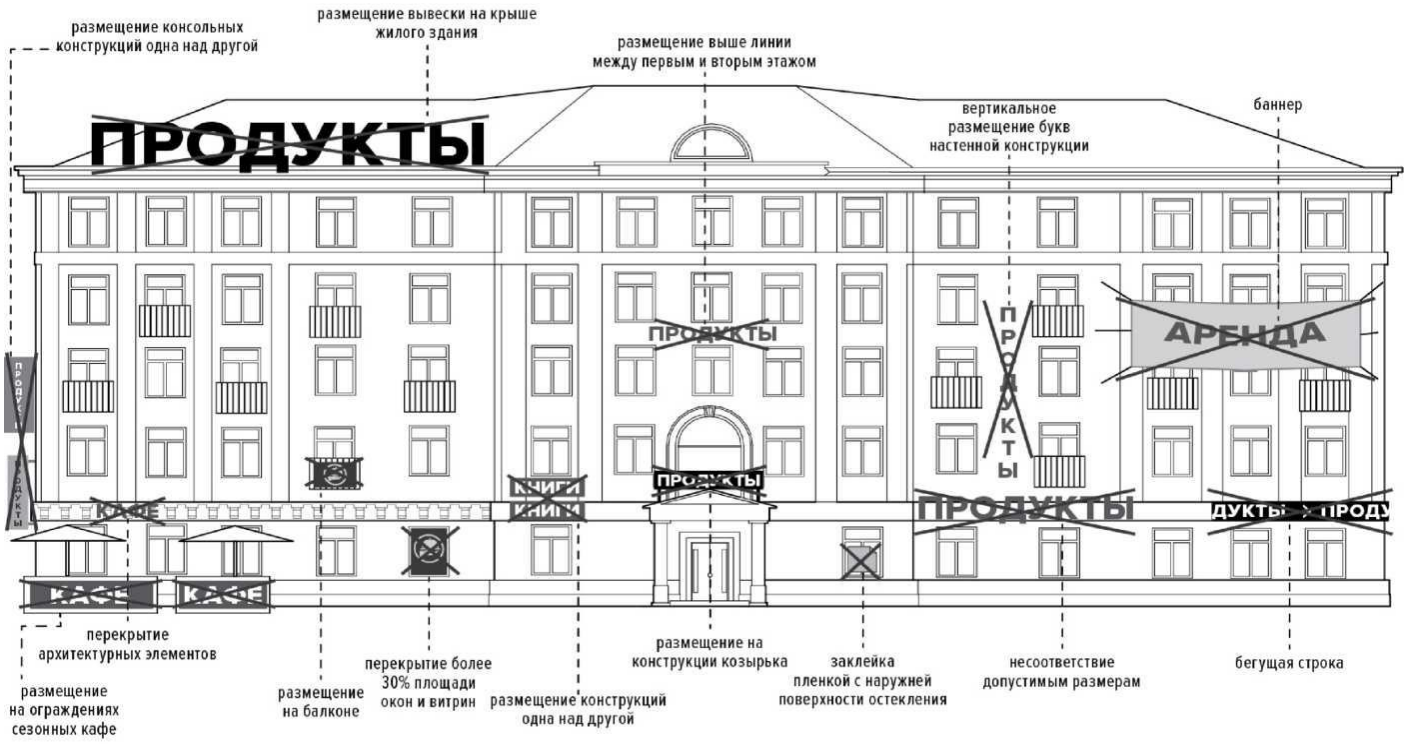 размещение консольных
конструкций одна над другой
размещение вывески на крыше
жилого здания
размещение выше линии
между первым и вторым этажом
вертикальное
размещение букв
настенной конструкции
баннер
ПРОДУКТЫ
ПРОДУКТЫ
ПРОДУКТЫ
АРЕНДА
ПРОДУКТЫ
ПРОДУКТЫ
КНИГИ
КНИГИ
ПРОДУКТЫ
КАФЕ
ПРОДУКТЫ
ДУКТЫ
ПРОДУ
КАФЕ
КАФЕ
перекрытие
архитектурных элементов
размещение
на ограждениях
сезонных кафе
размещение
на балконе
перекрытие более
30% площади
окон и витрин
размещение конструкций
одна над другой
размещение на
конструкции козырька
заклейка
пленкой с наружней
поверхности остекления
несоответствие
допустимым размерам
бегущая строка